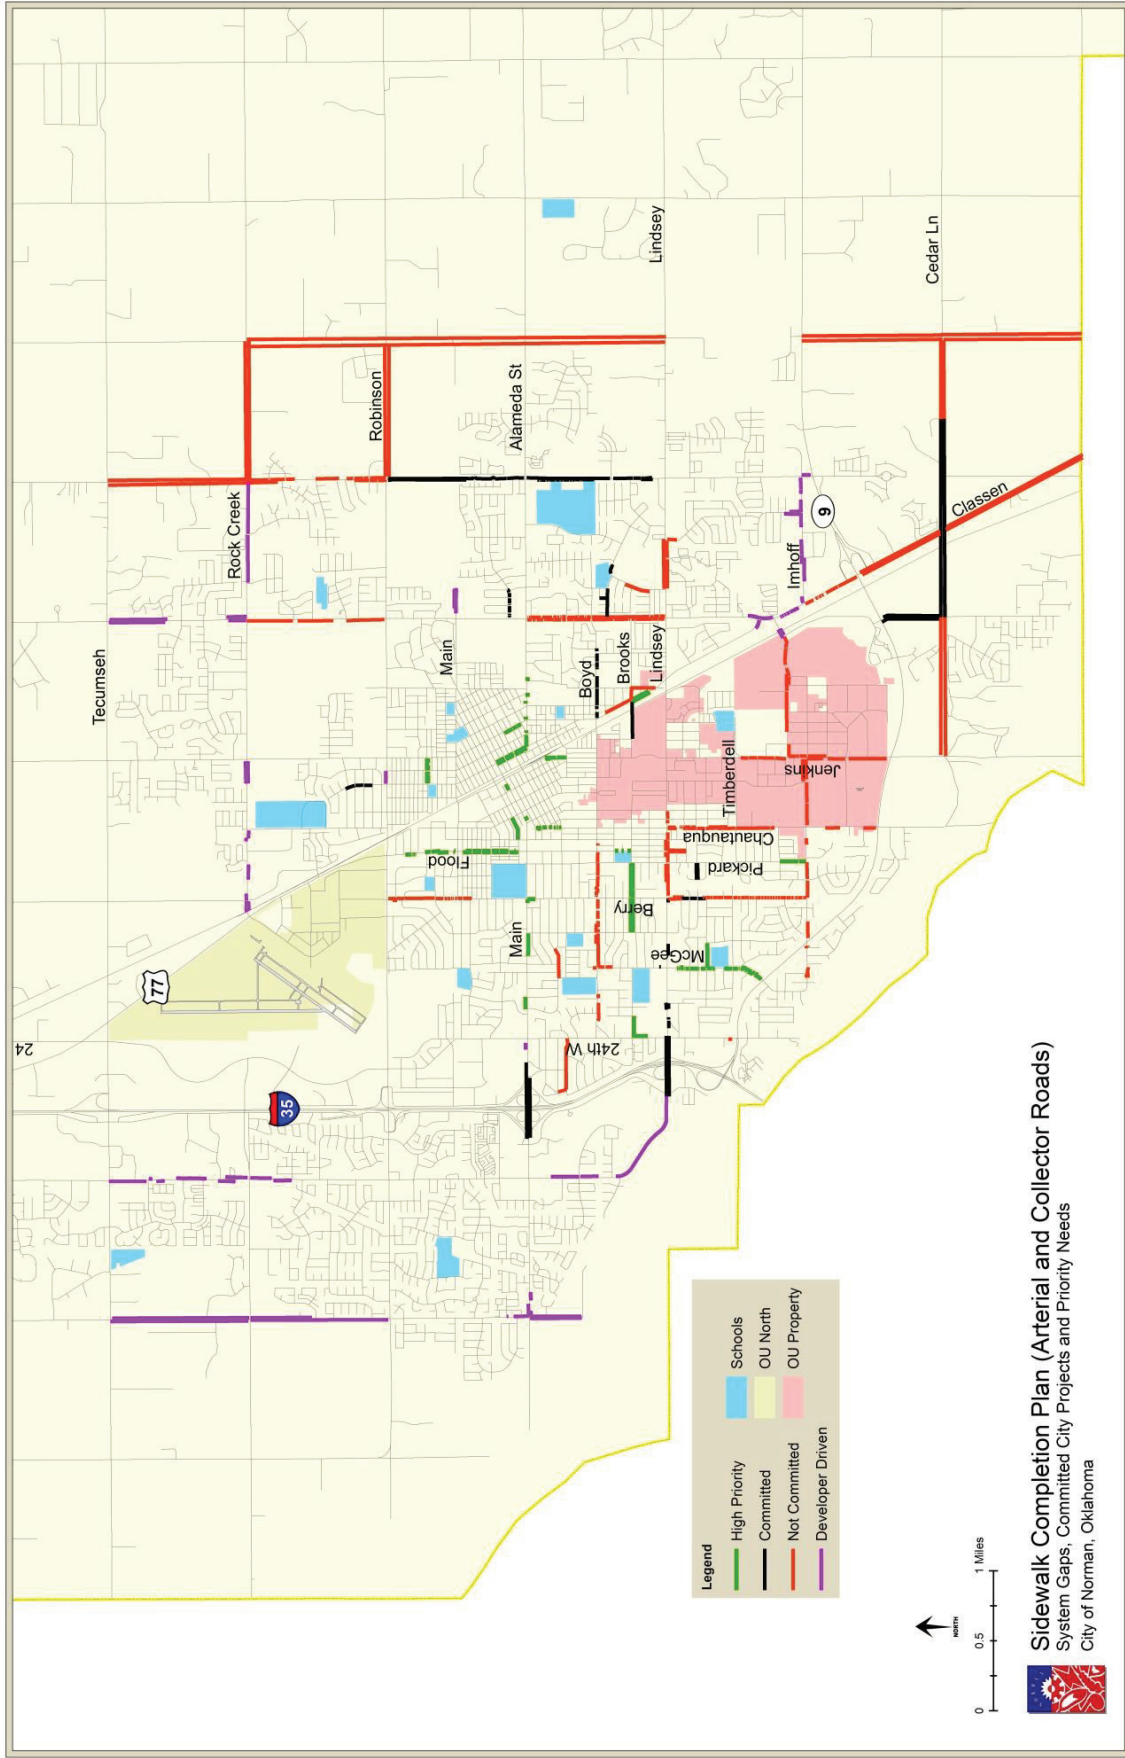 24
77
35
Tecumseh
Rock Creek
Robinson
Main
Alameda St
Flood
Main
Boyd
Brooks
Lindsey
Lindsey
Berry
McGee
24th W
Pickard
Chautauqua
Timberdell
Jenkins
Imhoff
9
Classen
Cedar Ln
Legend
High Priority
Committed
Not Committed
Developer Driven
Schools
OU North
OU Property
NORTH
0 0.5 1 Miles
Sidewalk Completion Plan (Arterial and Collector Roads)
System Gaps, Committed City Projects and Priority Needs
City of Norman, Oklahoma